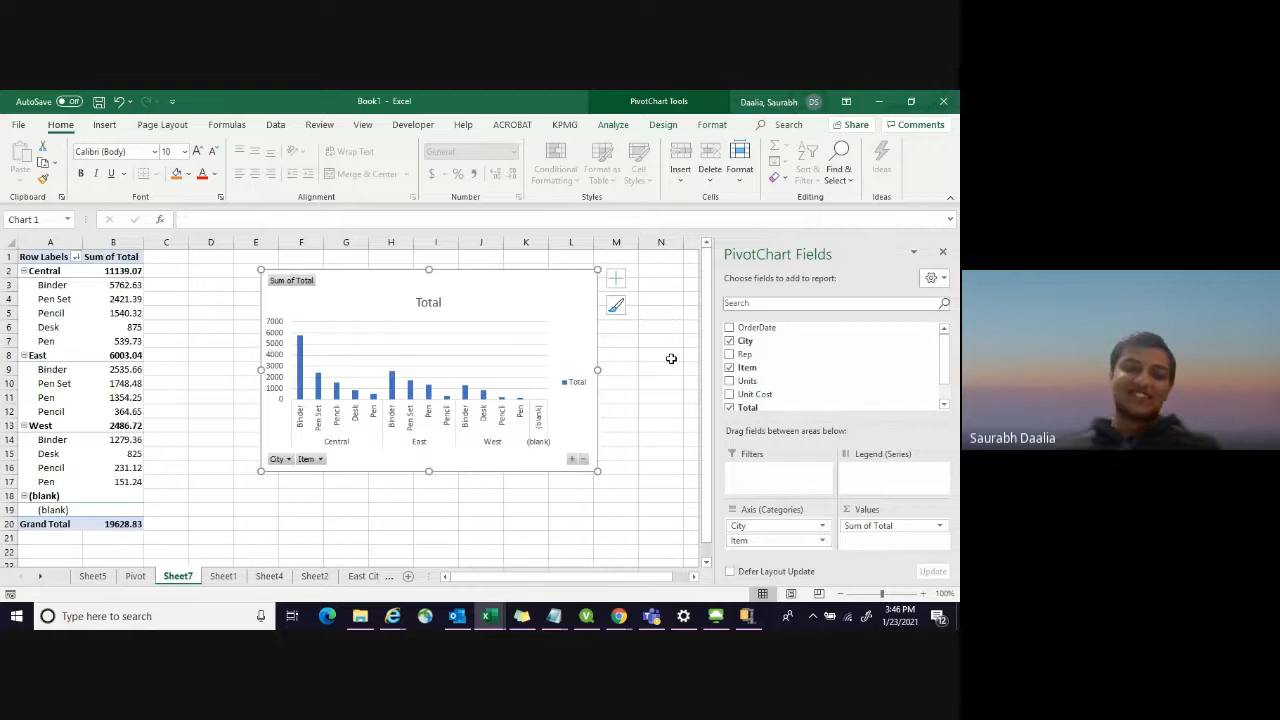 AutoSave Off Book1 - Excel PivotChart Tools Daalia, Saurabh DS
File Home Insert Page Layout Formulas Data Review View Developer Help ACROBAT KPMG Analyze Design Format Search Share Comments
Calibri (Body) 10 A A Wrap Text General
Paste B I U A Merge & Center $ % Conditional Formatting Format as Table Cell Styles Insert Delete Format Sort & Filter Find & Select Ideas
Clipboard Font Alignment Number Styles Cells Editing Ideas
Chart 1 fx
A B C D E F G H I J K L M N
1 Row Labels Sum of Total
2 Central 11139.07
3 Binder 5762.63
4 Pen Set 2421.39
5 Pencil 1540.32
6 Desk 875
7 Pen 539.73
8 East 6003.04
9 Binder 2535.66
10 Pen Set 1748.48
11 Pen 1354.25
12 Pencil 364.65
13 West 2486.72
14 Binder 1279.36
15 Desk 825
16 Pencil 231.12
17 Pen 151.24
18 (blank)
19 (blank)
20 Grand Total 19628.83
21
22
Sum of Total
Total
7000
6000
5000
4000
3000
2000
1000
0
Total
Binder Pen Set Pencil Desk Pen Binder Pen Set Pen Pencil Binder Desk Pencil Pen (blank)
Central East West (blank)
City Item
PivotChart Fields
Choose fields to add to report:
Search
OrderDate
City
Rep
Item
Units
Unit Cost
Total
Drag fields between areas below:
Filters Legend (Series)
Axis (Categories) Values
City Sum of Total
Item
Defer Layout Update Update
Sheet5 Pivot Sheet7 Sheet1 Sheet4 Sheet2 East Cit ...
100%
Type here to search
3:46 PM
1/23/2021
12
Saurabh Daalia